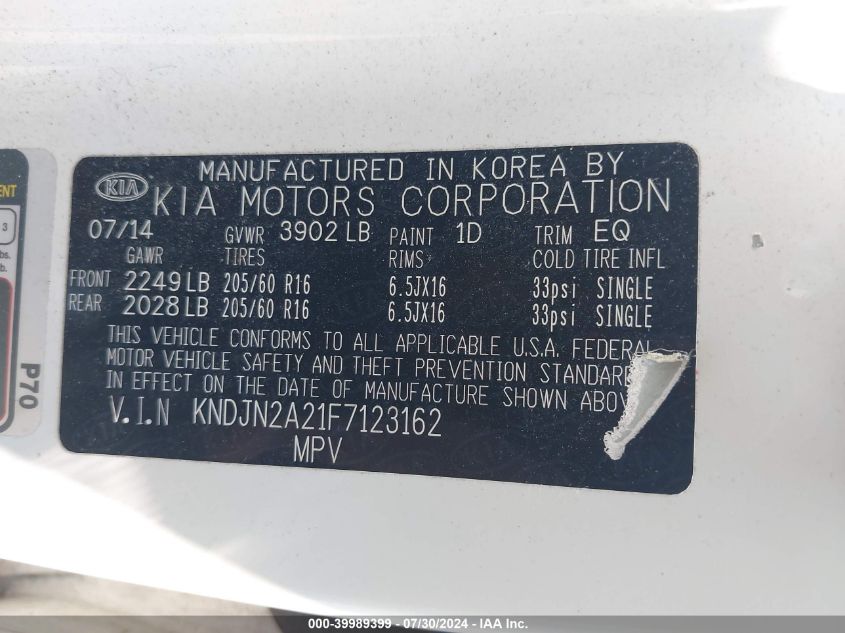 MANUFACTURED IN KOREA BY
KIA KIA MOTORS CORPORATION
07/14 GVWR 3902 LB PAINT 1D TRIM EQ
GAWR TIRES RIMS COLD TIRE INFL
FRONT 2249 LB 205/60 R16 6.5JX16 33psi SINGLE
REAR 2028 LB 205/60 R16 6.5JX16 33psi SINGLE
THIS VEHICLE CONFORMS TO ALL APPLICABLE U.S.A. FEDERAL
MOTOR VEHICLE SAFETY AND THEFT PREVENTION STANDARD
IN EFFECT ON THE DATE OF MANUFACTURE SHOWN ABOV
V.I.N KNDJN2A21F7123162
MPV
3
P70
000-39989399 - 07/30/2024 - IAA Inc.